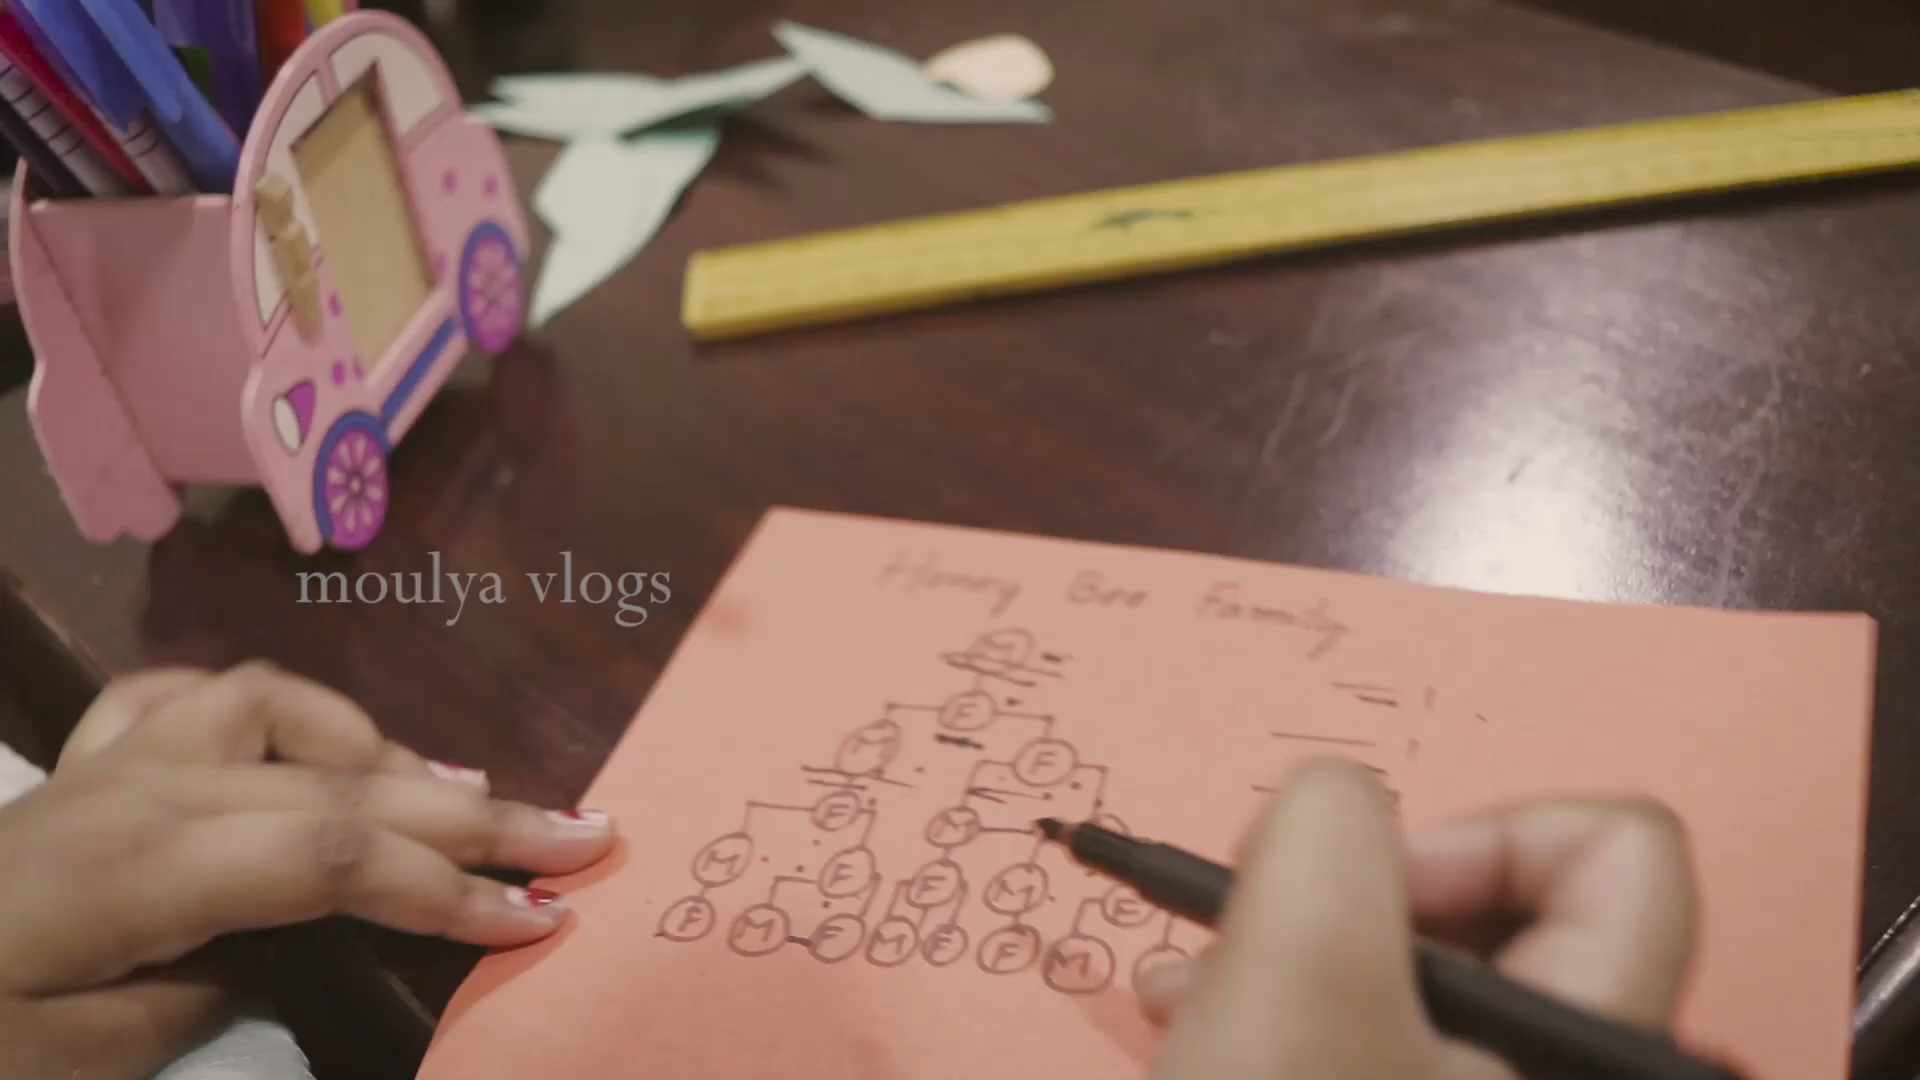 moulya vlogs
Honey Bee Family
M
F
M F
F M
M F F M F
F M F M F F M